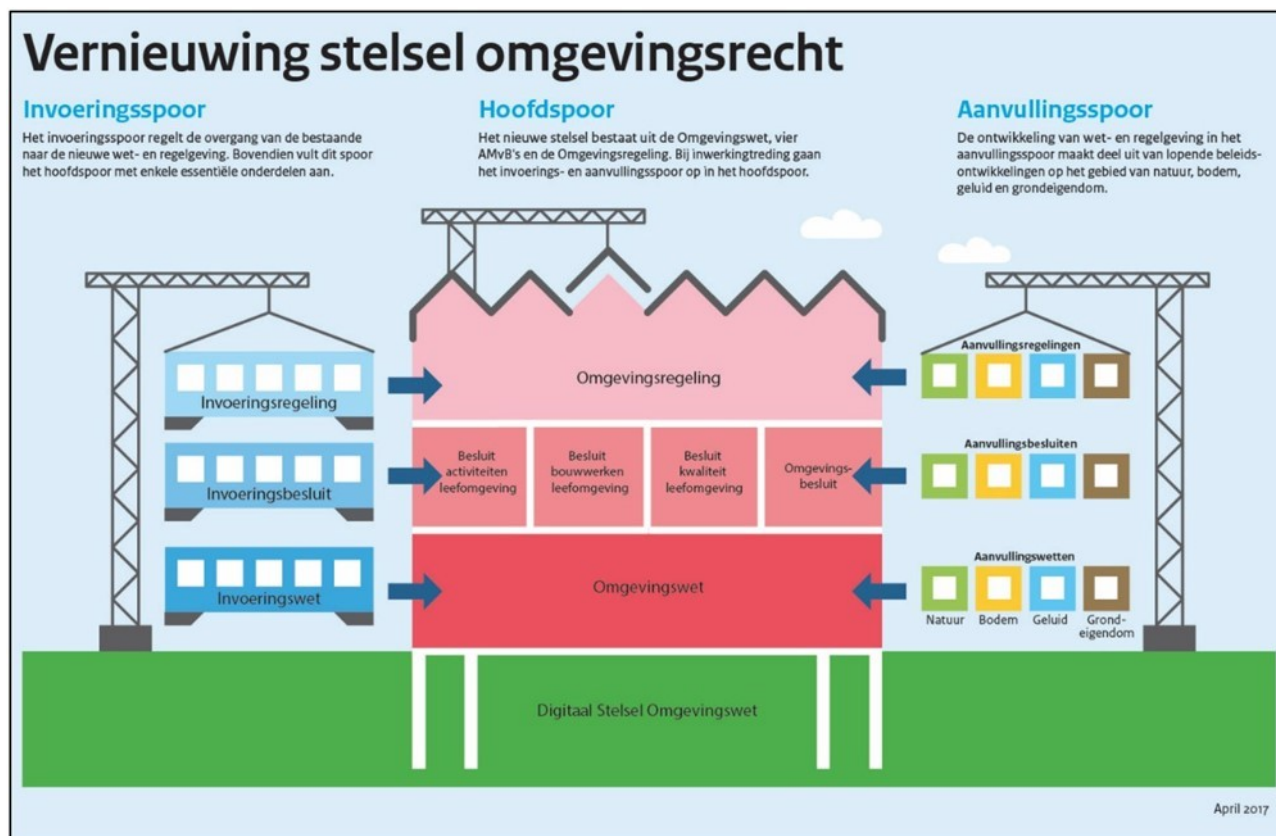 Vernieuwing stelsel omgevingsrecht
Invoeringsspoor
Het invoeringsspoor regelt de overgang van de bestaande
naar de nieuwe wet- en regelgeving. Bovendien vult dit spoor
het hoofdspoor met enkele essentiële onderdelen aan.
Hoofdspoor
Het nieuwe stelsel bestaat uit de Omgevingswet, vier
AMvB's en de Omgevingsregeling. Bij inwerkingtreding gaan
het invoerings- en aanvullingsspoor op in het hoofdspoor.
Aanvullingsspoor
De ontwikkeling van wet- en regelgeving in het
aanvullingsspoor maakt deel uit van lopende beleids-
ontwikkelingen op het gebied van natuur, bodem,
geluid en grondeigendom.
Invoeringsregeling
Invoeringsbesluit
Invoeringswet
Omgevingsregeling
Besluit
activiteiten
leefomgeving
Besluit
bouwwerken
leefomgeving
Besluit
kwaliteit
leefomgeving
Omgevings-
besluit
Omgevingswet
Digitaal Stelsel Omgevingswet
Aanvullingsregelingen
Aanvullingsbesluiten
Aanvullingswetten
Natuur
Bodem
Geluid
Grond-
eigendom
April 2017